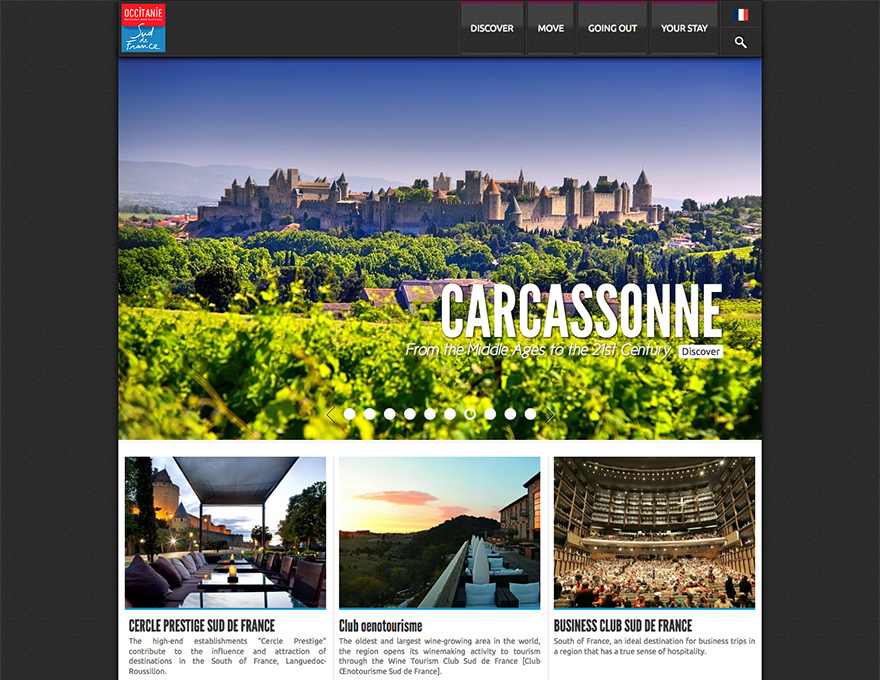 OCCITANIE
Sud
de
France
DISCOVER MOVE GOING OUT YOUR STAY
CARCASSONNE
From the Middle Ages to the 21st Century Discover
CERCLE PRESTIGE SUD DE FRANCE
The high-end establishments "Cercle Prestige"
contribute to the influence and attraction of
destinations in the South of France, Languedoc-
Roussillon.
Club oenotourisme
The oldest and largest wine-growing area in the world,
the region opens its winemaking activity to tourism
through the Wine Tourism Club Sud de France [Club
Œnotourisme Sud de France].
BUSINESS CLUB SUD DE FRANCE
South of France, an ideal destination for business trips in
a region that has a true sense of hospitality.